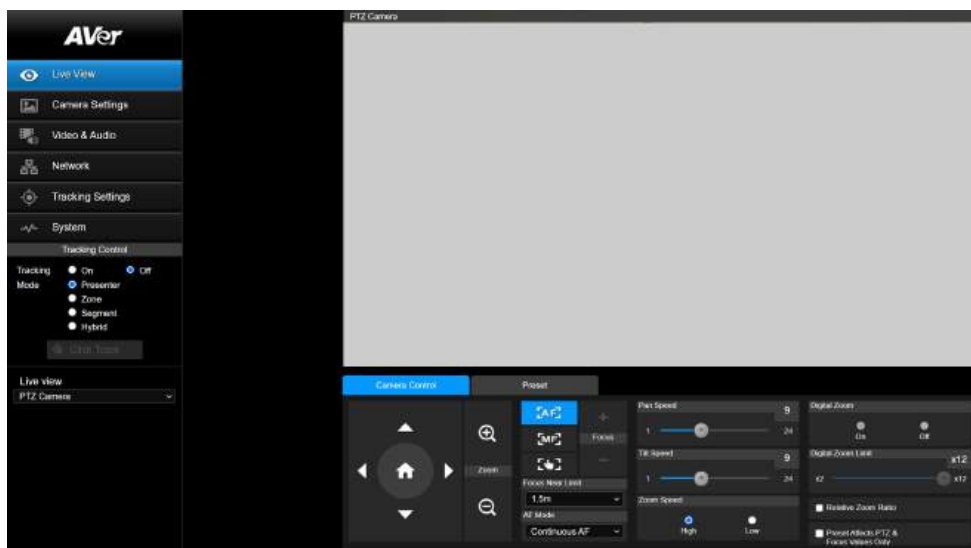 PTZ Camera
AVer
Live View
Camera Settings
Video & Audio
Network
Tracking Settings
System
Tracking Control
Tracking On Off
Mode Presenter
Zone
Segment
Hybrid
Click Track
Live view
PTZ Camera
Camera Control
Preset
Zoom
AF
MF
Focus
Focus Near Limit
1.5m
AF Mode
Continuous AF
Pan Speed 9
1 24
Tilt Speed 9
1 24
Zoom Speed
High Low
Digital Zoom
On Off
Digital Zoom Limit x12
x2 x12
Relative Zoom Ratio
Preset Affects PTZ &
Focus Values Only